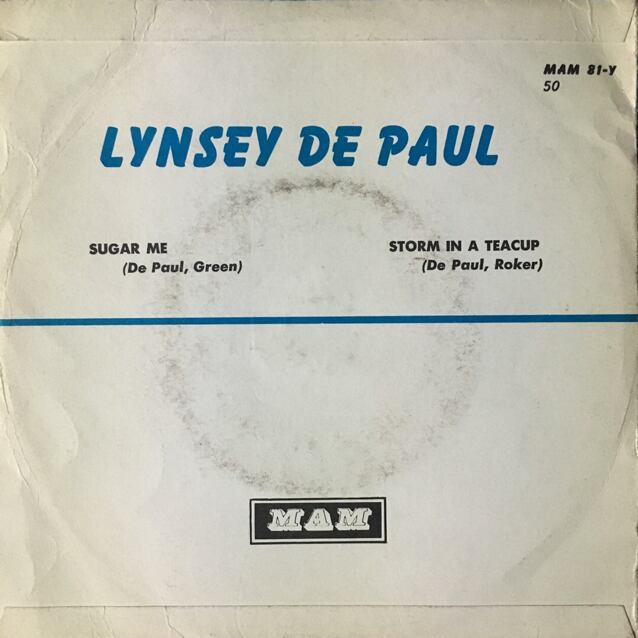 MAM 81-Y
50
LYNSEY DE PAUL
SUGAR ME
(De Paul, Green)
STORM IN A TEACUP
(De Paul, Roker)
MAM